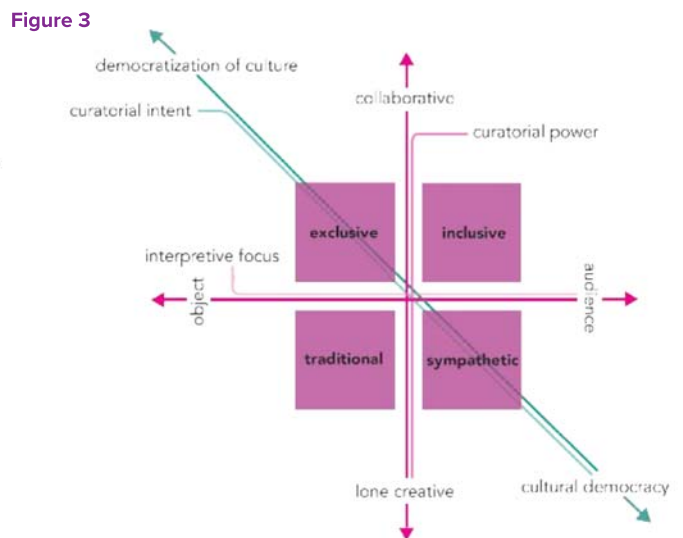 Figure 3
democratization of culture
collaborative
curatorial intent
curatorial power
exclusive
inclusive
interpretive focus
object
audience
traditional
sympathetic
lone creative
cultural democracy